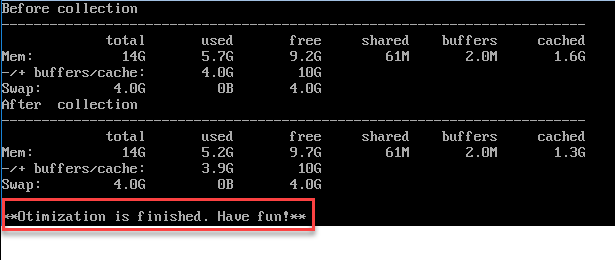 Before collection
------------------------------------------------------------------------
total used free shared buffers cached
Mem: 14G 5.7G 9.2G 61M 2.0M 1.6G
-/+ buffers/cache: 4.0G 10G
Swap: 4.0G 0B 4.0G
After  collection
------------------------------------------------------------------------
total used free shared buffers cached
Mem: 14G 5.2G 9.7G 61M 2.0M 1.3G
-/+ buffers/cache: 3.9G 10G
Swap: 4.0G 0B 4.0G
**Otimization is finished. Have fun!**